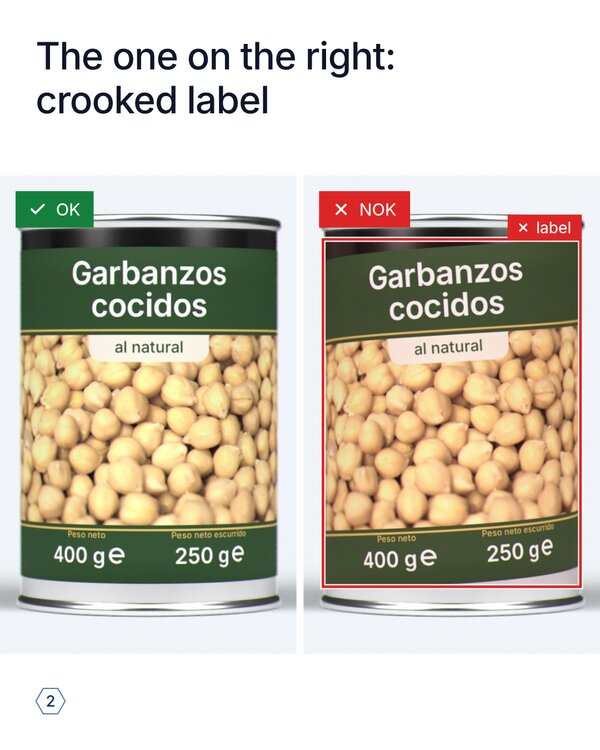 The one on the right:
crooked label
OK
Garbanzos
cocidos
al natural
Peso neto
Peso neto escurrido
400 g e
250 g e
NOK
label
Garbanzos
cocidos
al natural
Peso neto
Peso neto escurrido
400 g e
250 g e
2